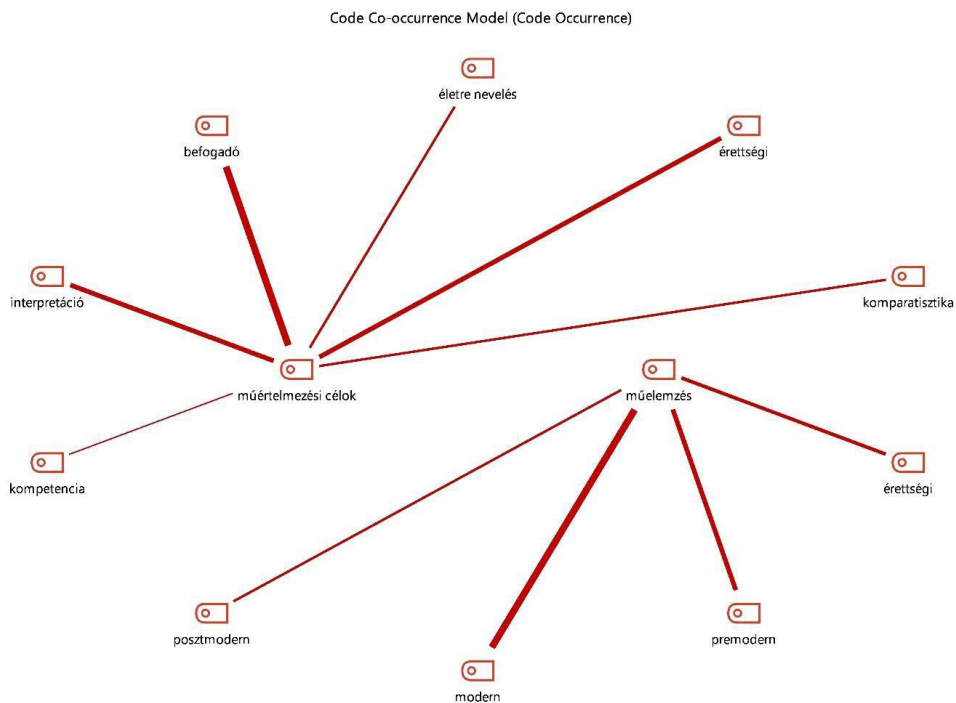 Code Co-occurrence Model (Code Occurrence)
életre nevelés
befogadó
érettségi
interpretáció
komparatisztika
műértelmezési célok
műelemzés
kompetencia
érettségi
posztmodern
premodern
modern